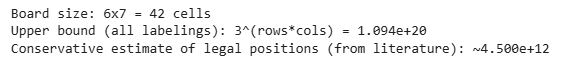 Board size: 6x7 = 42 cells
Upper bound (all labelings): 3^(rows*cols) = 1.094e+20
Conservative estimate of legal positions (from literature): ~4.500e+12